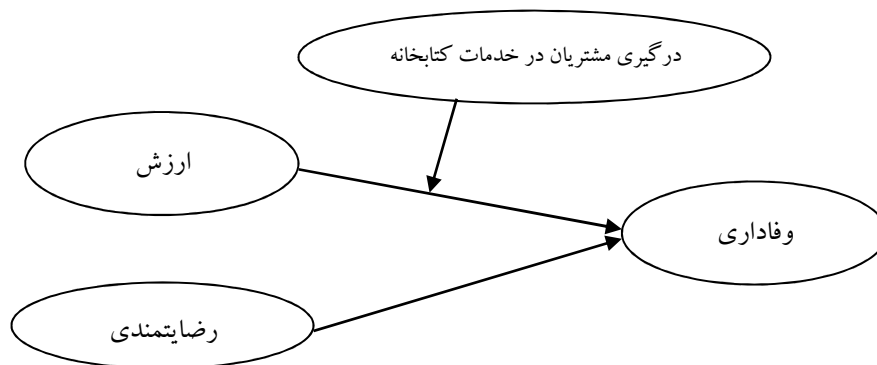 درگیری مشتریان در خدمات کتابخانه
ارزش
وفاداری
رضایتمندی